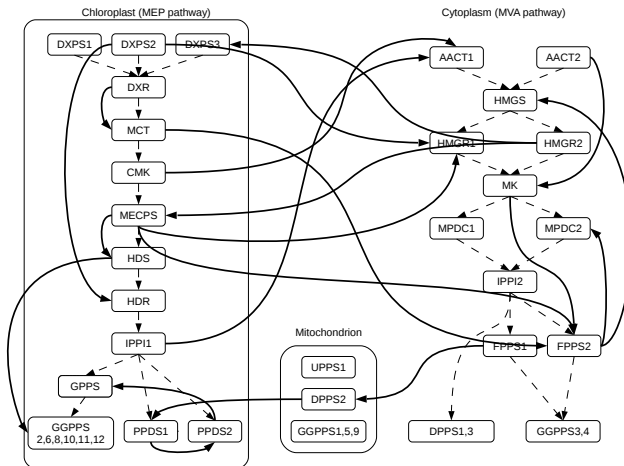 Chloroplast (MEP pathway)
Cytoplasm (MVA pathway)
DXPS1
DXPS2
DXPS3
AACT1
AACT2
DXR
HMGS
MCT
HMGR1
HMGR2
CMK
MK
MECPS
MPDC1
MPDC2
HDS
IPPI2
HDR
Mitochondrion
IPPI1
FPPS1
FPPS2
UPPS1
GPPS
DPPS2
GGPPS
2,6,8,10,11,12
PPDS1
PPDS2
GGPPS1,5,9
DPPS1,3
GGPPS3,4